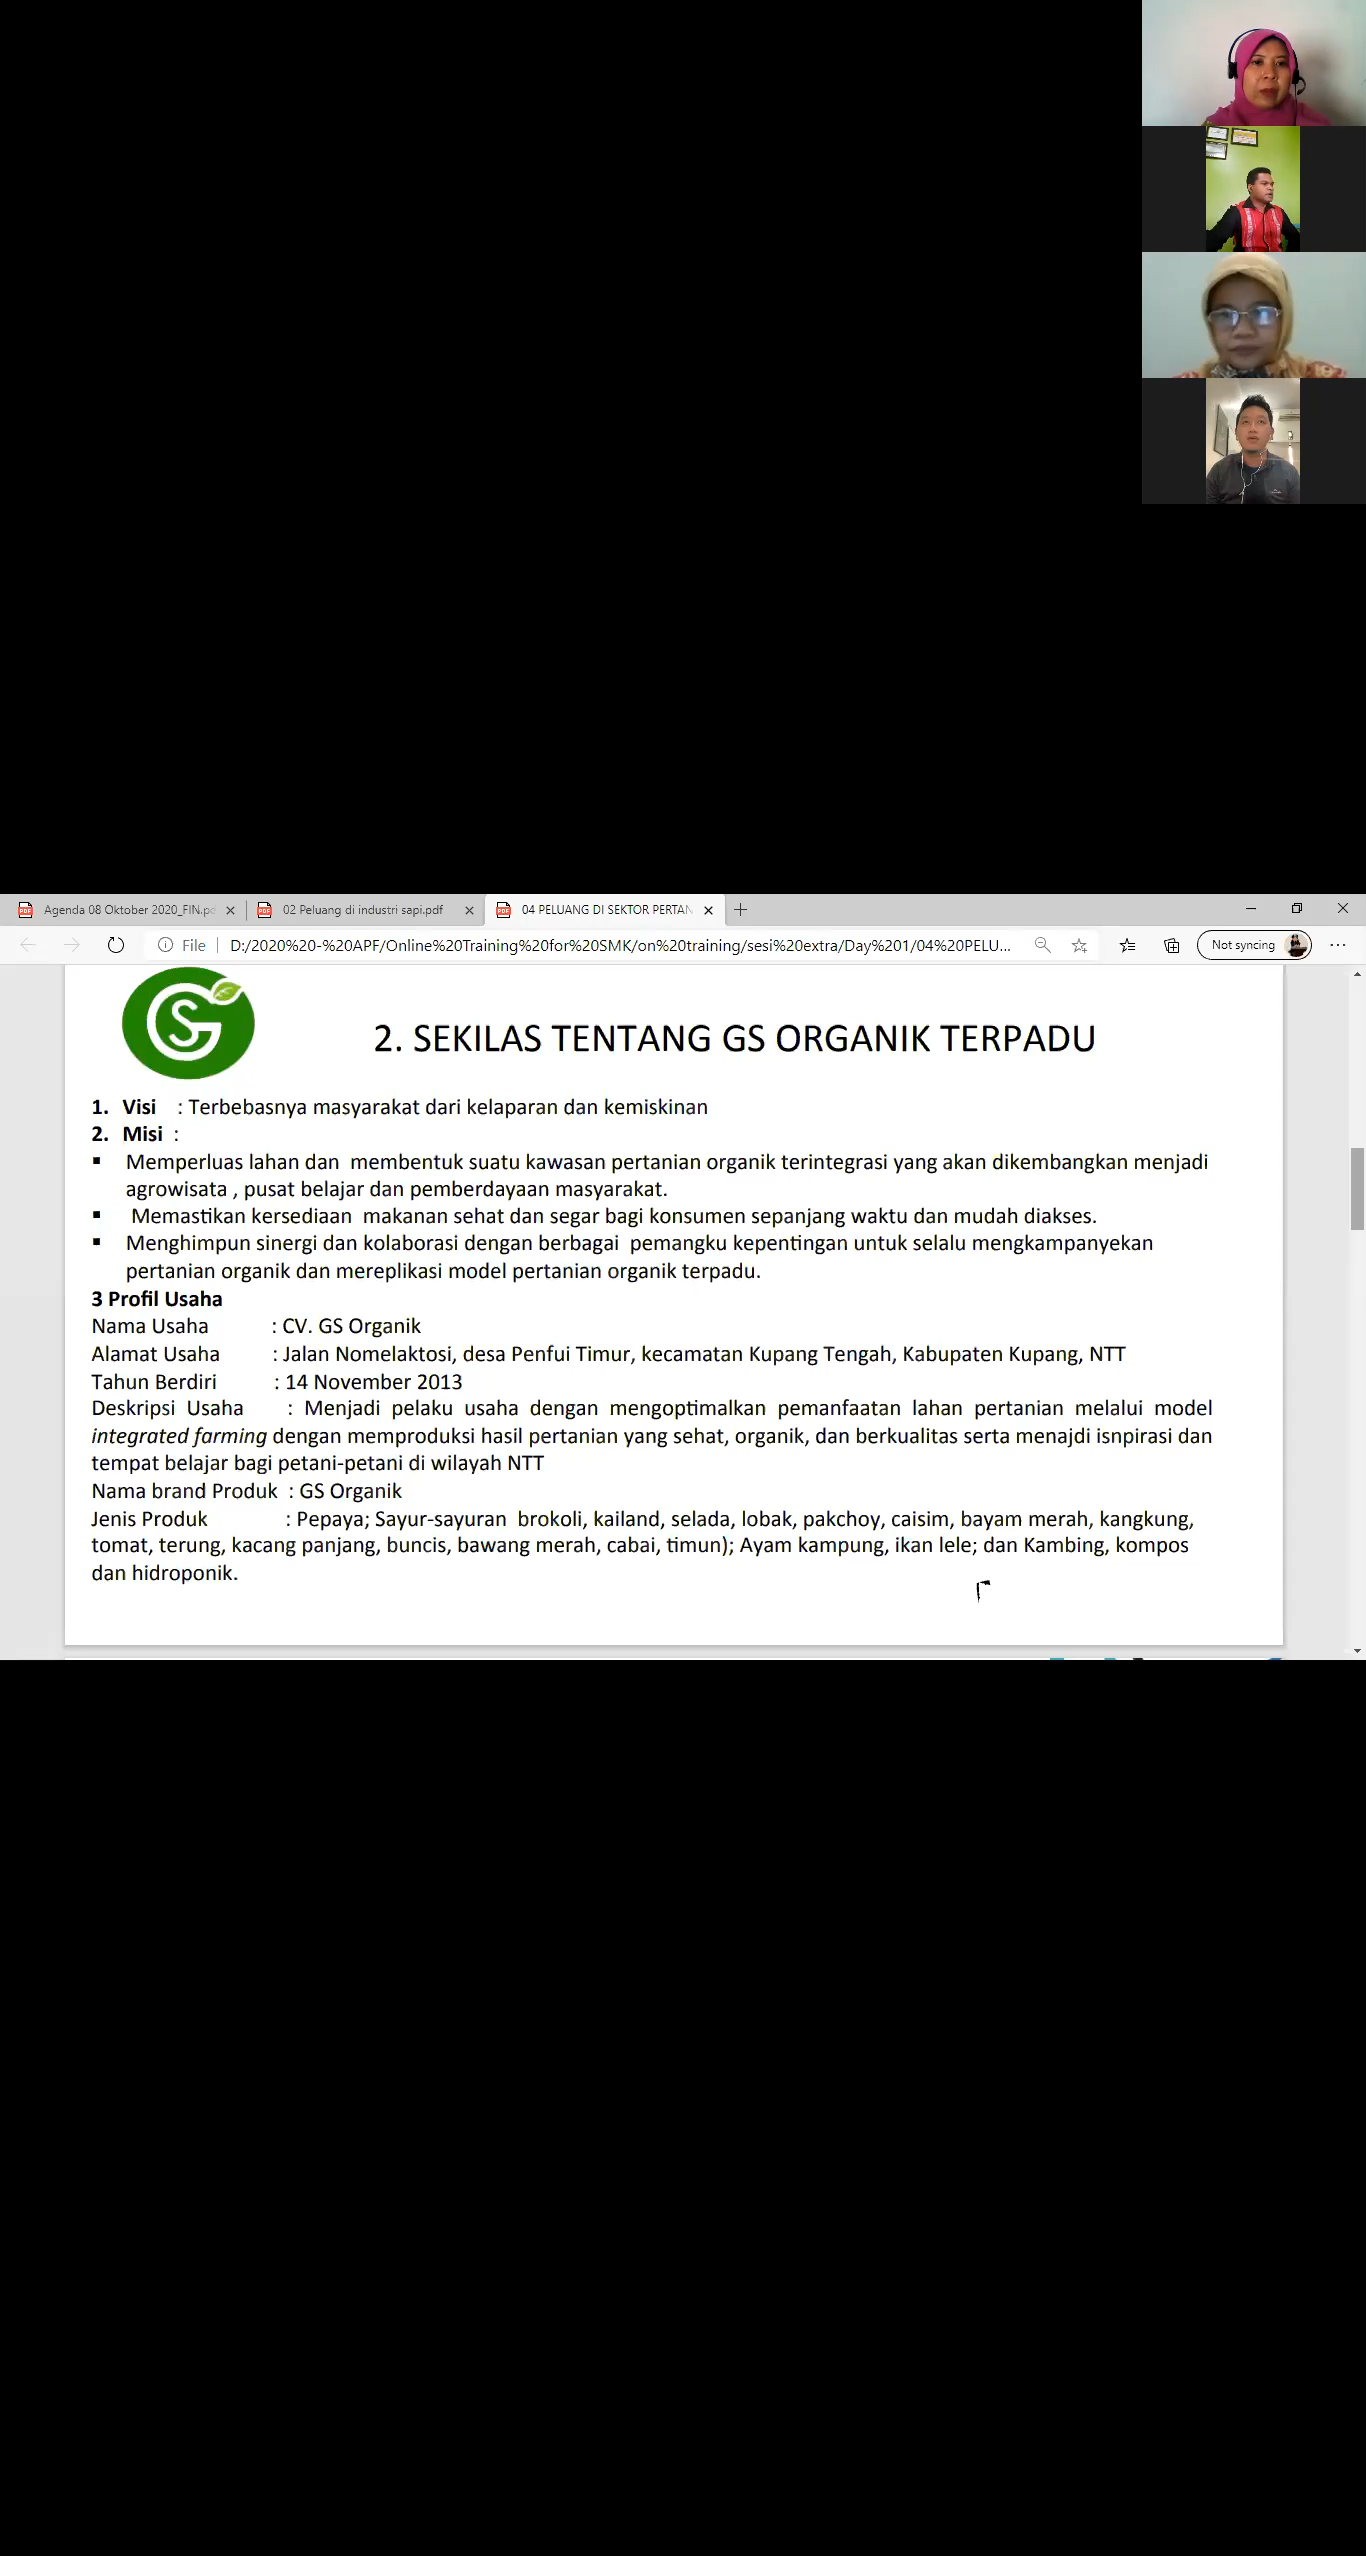 Agenda 08 Oktober 2020_FIN.p
02 Peluang di industri sapi.pdf
04 PELUANG DI SEKTOR PERTAN
File
D:/2020%20-%20APF/Online%20Training%20for%20SMK/on%20training/sesi%20extra/Day%201/04%20PELU...
Not syncing
GS
2. SEKILAS TENTANG GS ORGANIK TERPADU
1. Visi : Terbebasnya masyarakat dari kelaparan dan kemiskinan
2. Misi :
▪ Memperluas lahan dan membentuk suatu kawasan pertanian organik terintegrasi yang akan dikembangkan menjadi
agrowisata , pusat belajar dan pemberdayaan masyarakat.
▪ Memastikan kersediaan makanan sehat dan segar bagi konsumen sepanjang waktu dan mudah diakses.
▪ Menghimpun sinergi dan kolaborasi dengan berbagai pemangku kepentingan untuk selalu mengkampanyekan
pertanian organik dan mereplikasi model pertanian organik terpadu.
3 Profil Usaha
Nama Usaha : CV. GS Organik
Alamat Usaha : Jalan Nomelaktosi, desa Penfui Timur, kecamatan Kupang Tengah, Kabupaten Kupang, NTT
Tahun Berdiri : 14 November 2013
Deskripsi Usaha : Menjadi pelaku usaha dengan mengoptimalkan pemanfaatan lahan pertanian melalui model
integrated farming dengan memproduksi hasil pertanian yang sehat, organik, dan berkualitas serta menajdi isnpirasi dan
tempat belajar bagi petani-petani di wilayah NTT
Nama brand Produk : GS Organik
Jenis Produk : Pepaya; Sayur-sayuran brokoli, kailand, selada, lobak, pakchoy, caisim, bayam merah, kangkung,
tomat, terung, kacang panjang, buncis, bawang merah, cabai, timun); Ayam kampung, ikan lele; dan Kambing, kompos
dan hidroponik.